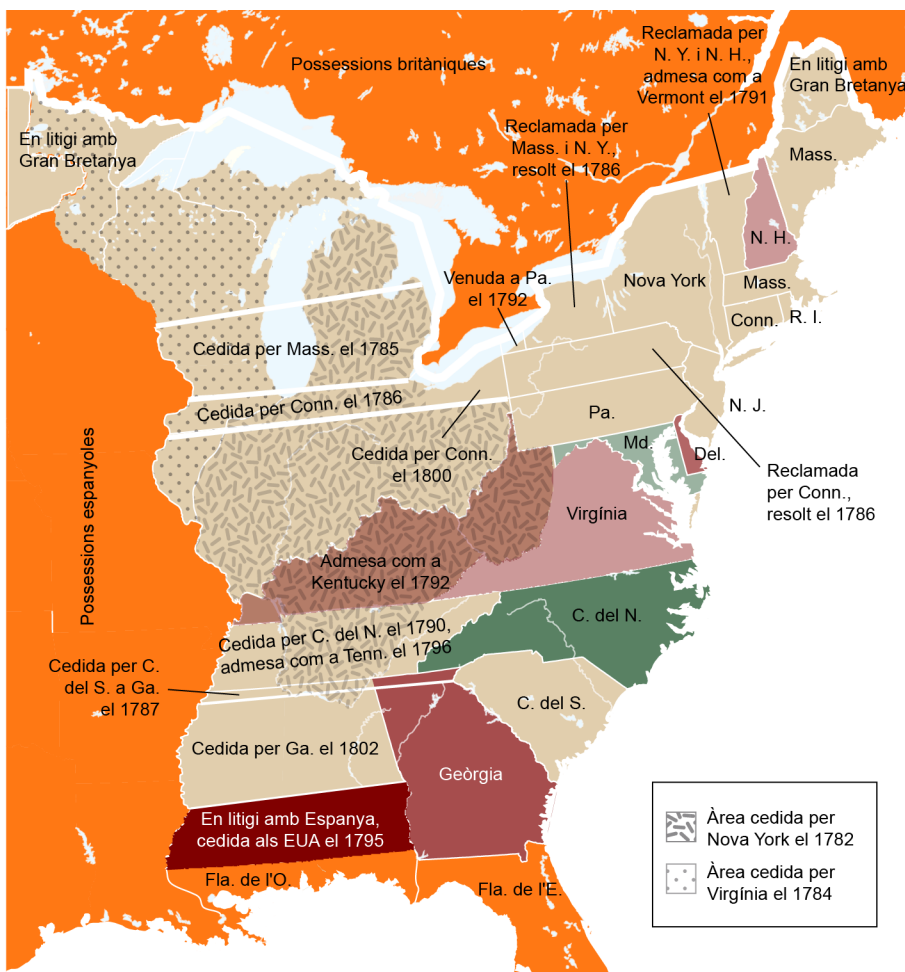 Reclamada per
N. Y. i N. H.,
admesa com a
Vermont el 1791
Possessions britàniques
En litigi amb
Gran Bretanya
Reclamada per
Mass. i N. Y.,
resolt el 1786
En litigi amb
Gran Bretanya
Mass.
N. H.
Venuda a Pa.
el 1792
Nova York
Mass.
Conn.
R. I.
Cedida per Mass. el 1785
Cedida per Conn. el 1786
N. J.
Pa.
Cedida per Conn.
el 1800
Md.
Del.
Reclamada
per Conn.,
resolt el 1786
Possessions espanyoles
Virgínia
Admesa com a
Kentucky el 1792
C. del N.
Cedida per C. del N. el 1790,
admesa com a Tenn. el 1796
Cedida per C.
del S. a Ga.
el 1787
C. del S.
Cedida per Ga. el 1802
Geòrgia
En litigi amb Espanya,
cedida als EUA el 1795
Fla. de l'O.
Fla. de l'E.
Àrea cedida per
Nova York el 1782
Àrea cedida per
Virgínia el 1784